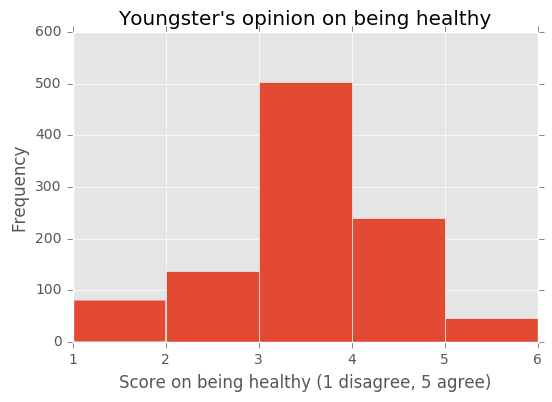 Youngster's opinion on being healthy
600
500
400
300
200
100
0
Frequency
1 2 3 4 5 6
Score on being healthy (1 disagree, 5 agree)